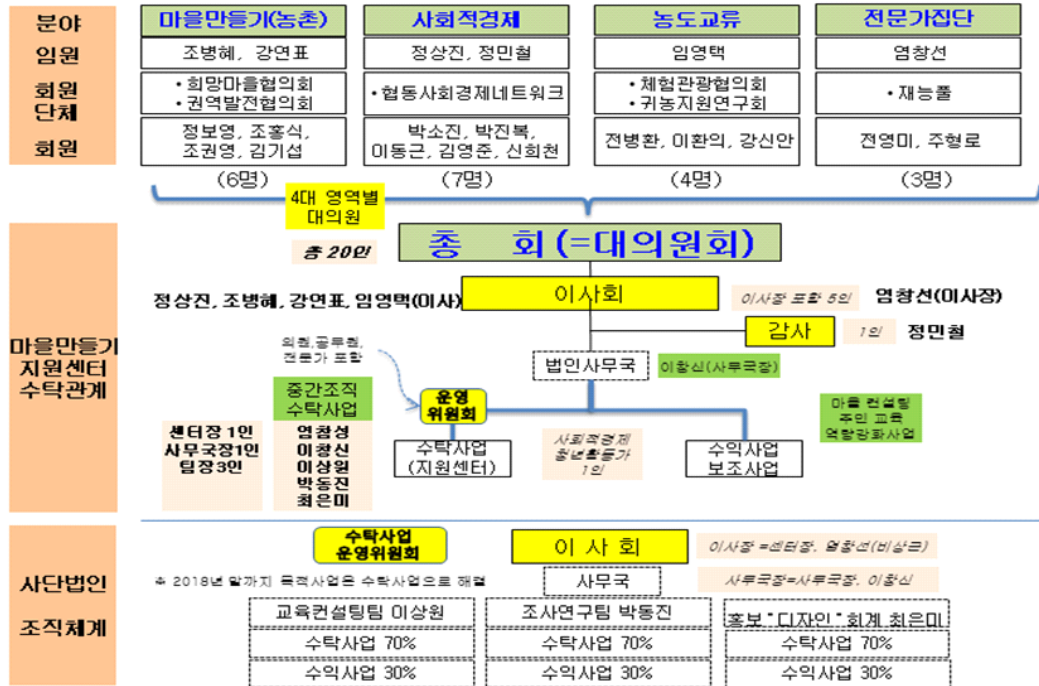 분야
마을만들기(농촌)
사회적경제
농도교류
전문가집단
임원
조병혜, 강연표
정상진, 정민철
임영택
염창선
회원
단체
• 희망마을협의회
• 권역발전협의회
• 협동사회경제네트워크
• 체험관광협의회
• 귀농지원연구회
• 재능풀
회원
정보영, 조홍식,
조권영, 김기섭
박소진, 박진복,
이동근, 김영준, 신희천
전병환, 이환의, 강신안
전영미, 주형로
(6명)
(7명)
(4명)
(3명)
4대 영역별
대의원
총 20인
총 회(=대의원회)
마을만들기
지원센터
수탁관계
정상진, 조병혜, 강연표, 임영택(이사)
이사회
이사장 포함 5인
염창선(이사장)
감사
1인
정민철
의원,공무원,
전문가 포함
법인사무국
이창신(사무국장)
중간조직
수탁사업
운영
위원회
마을 컨설팅
주민 교육
역량강화사업
센터장 1인
사무국장1인
팀장3인
염창선
이창신
이상원
박동진
최은미
수탁사업
(지원센터)
사회적경제
청년활동가
1인
수익사업
보조사업
사단법인
조직체계
수탁사업
운영위원회
이 사 회
이사장 =센터장, 염창선(비상근)
※ 2018년 말까지 목적사업은 수탁사업으로 해결
사무국
사무국장=사무국장, 이창신
교육컨설팅팀 이상원
조사연구팀 박동진
홍보"디자인"회계 최은미
수탁사업 70%
수탁사업 70%
수탁사업 70%
수익사업 30%
수익사업 30%
수익사업 30%